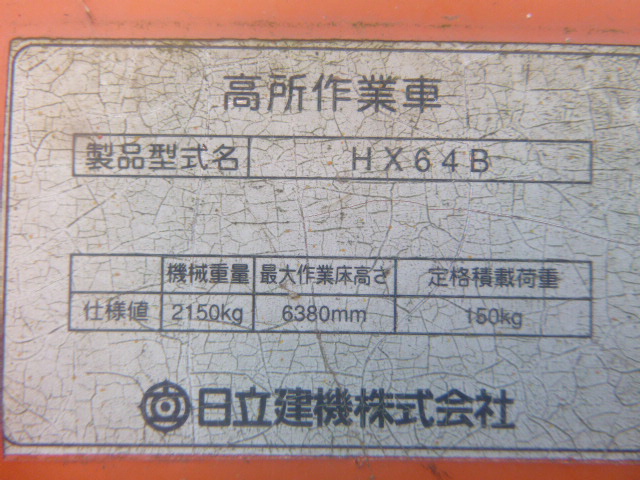 高所作業車
製品型式名 HX64B
機械重量 最大作業床高さ 定格積載荷重
仕様値 2150kg 6380mm 150kg
日立建機株式会社